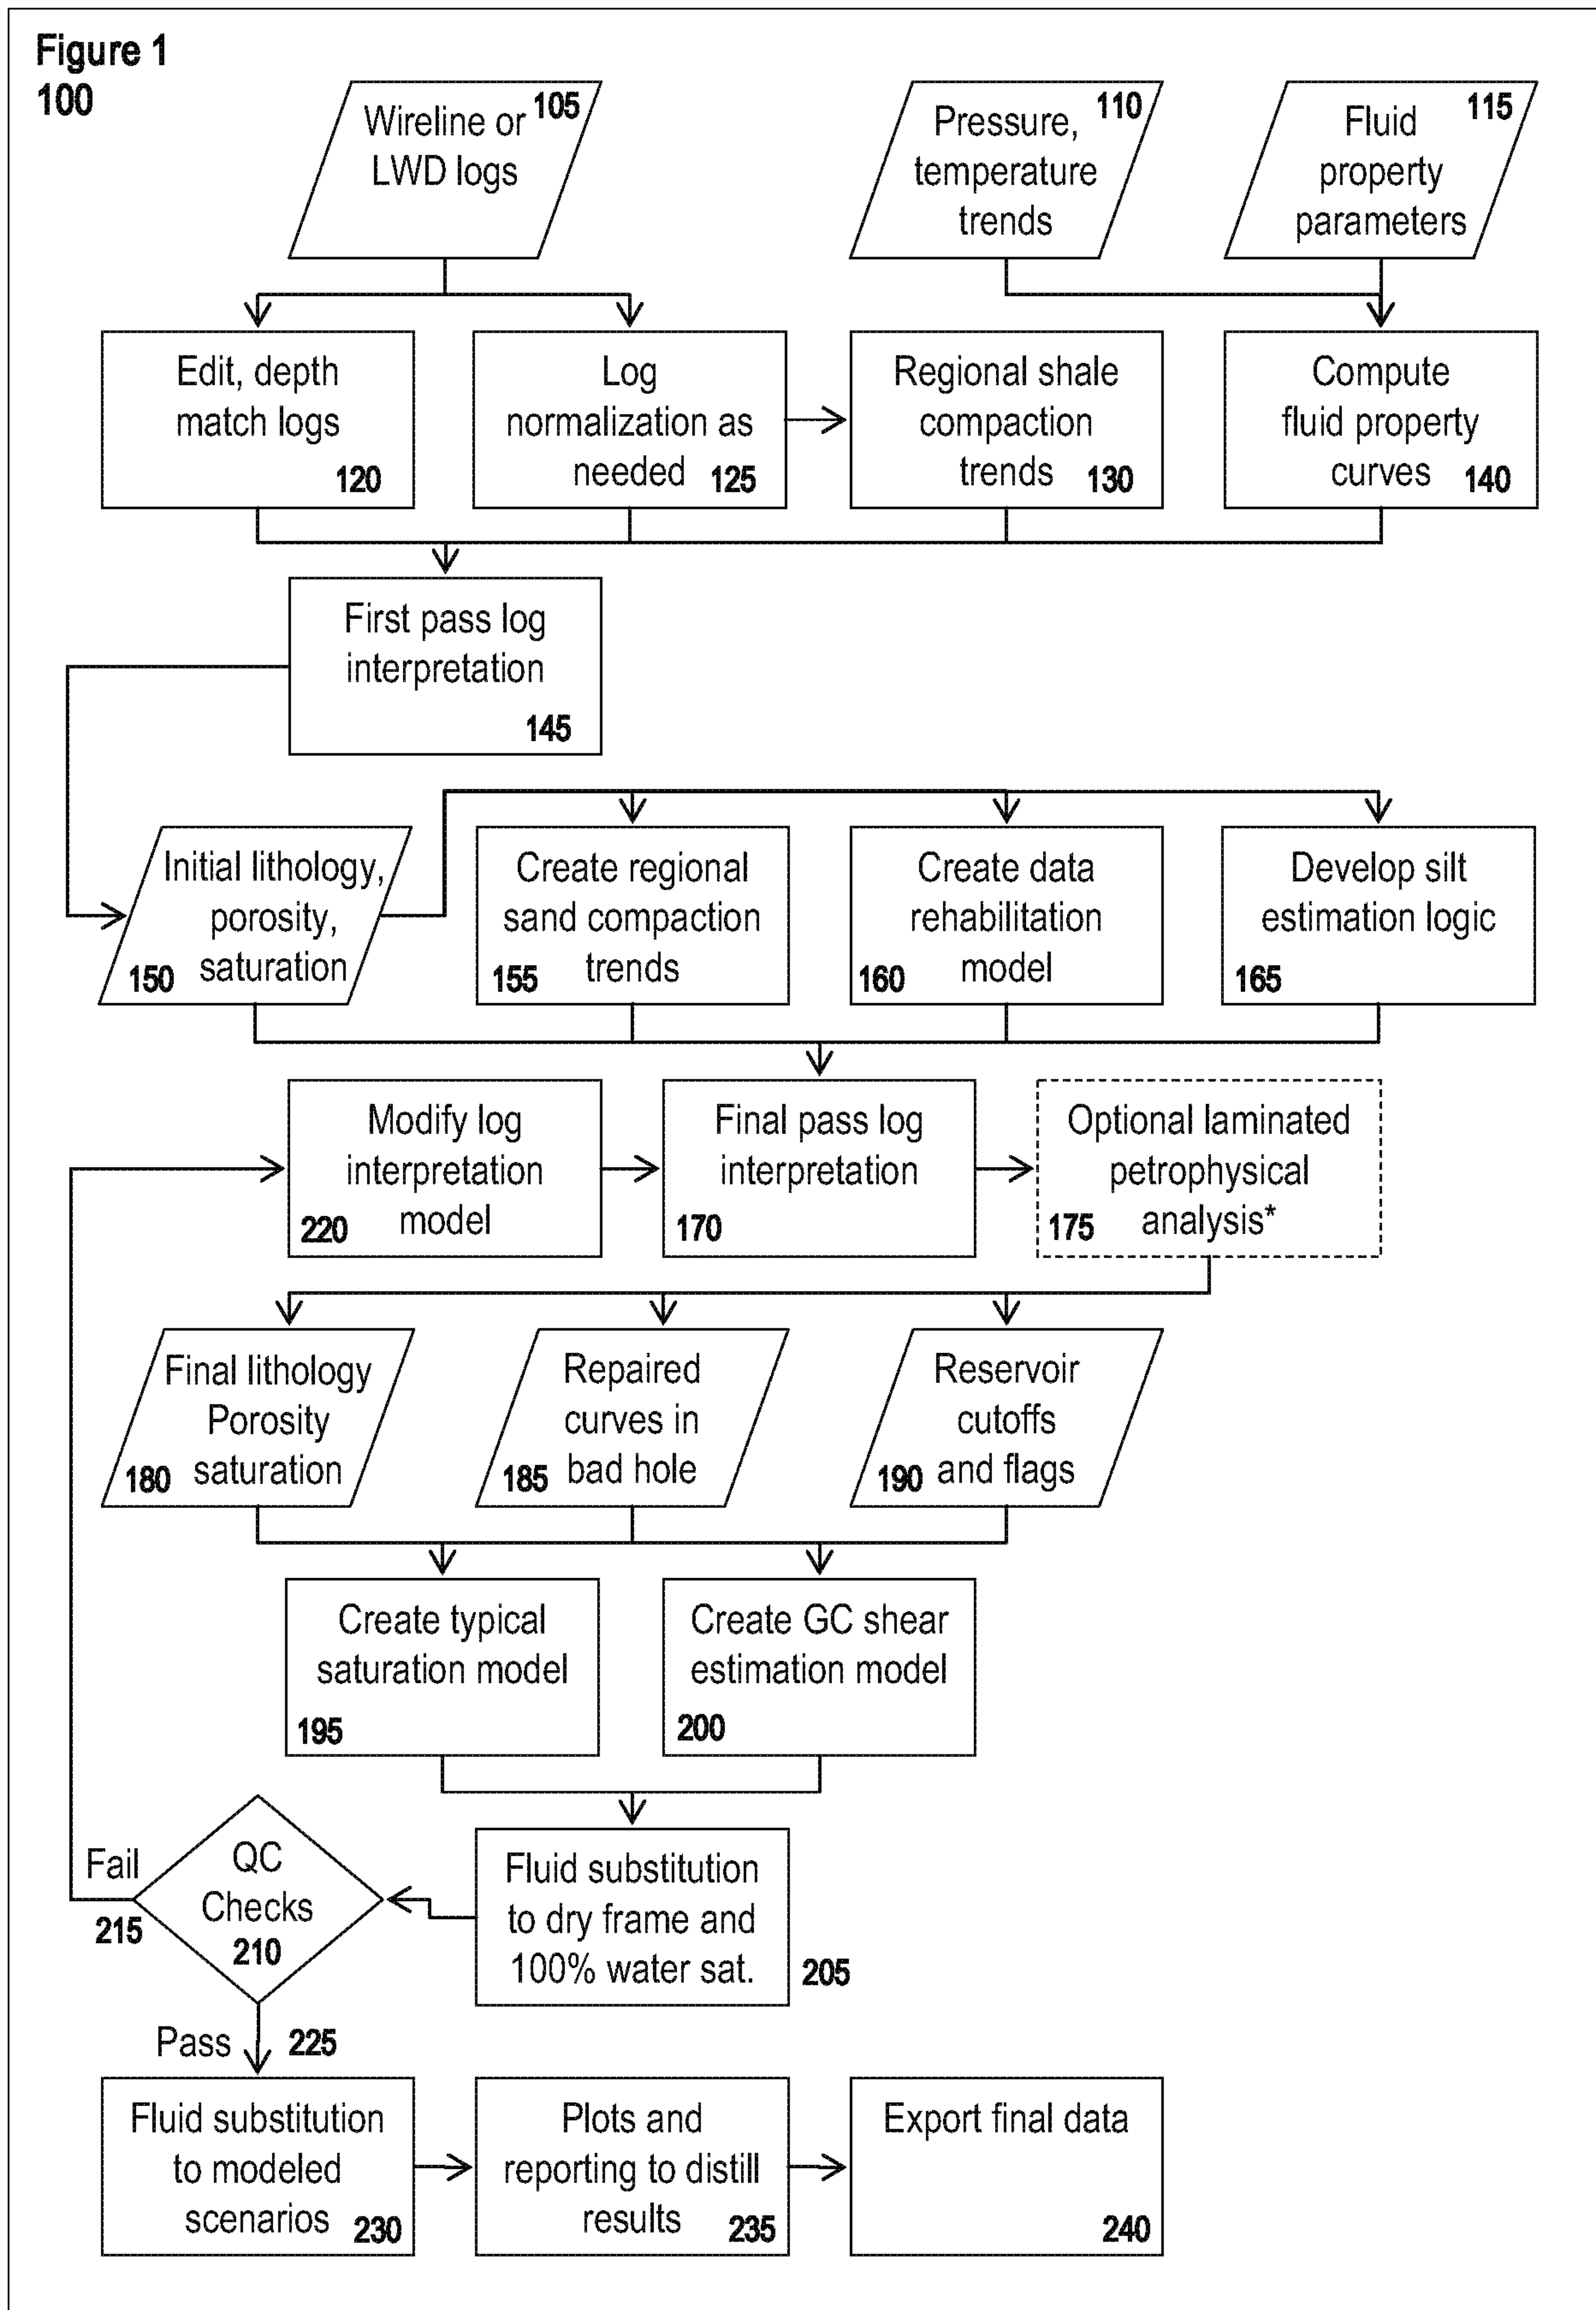 Figure 1
100
Wireline or 105
LWD logs
Pressure, 110
temperature
trends
Fluid 115
property
parameters
Edit, depth
match logs
120
Log
normalization as
needed 125
Regional shale
compaction
trends 130
Compute
fluid property
curves 140
First pass log
interpretation
145
Initial lithology,
porosity,
150 saturation
Create regional
sand compaction
155 trends
Create data
rehabilitation
160 model
Develop silt
estimation logic
165
Modify log
interpretation
220 model
Final pass log
interpretation
170
Optional laminated
petrophysical
175 analysis*
Final lithology
Porosity
180 saturation
Repaired
curves in
185 bad hole
Reservoir
cutoffs
190 and flags
Create typical
saturation model
195
Create GC shear
estimation model
200
Fail
215
QC
Checks
210
Fluid substitution
to dry frame and
100% water sat. 205
Pass 225
Fluid substitution
to modeled
scenarios 230
Plots and
reporting to distill
results 235
Export final data
240